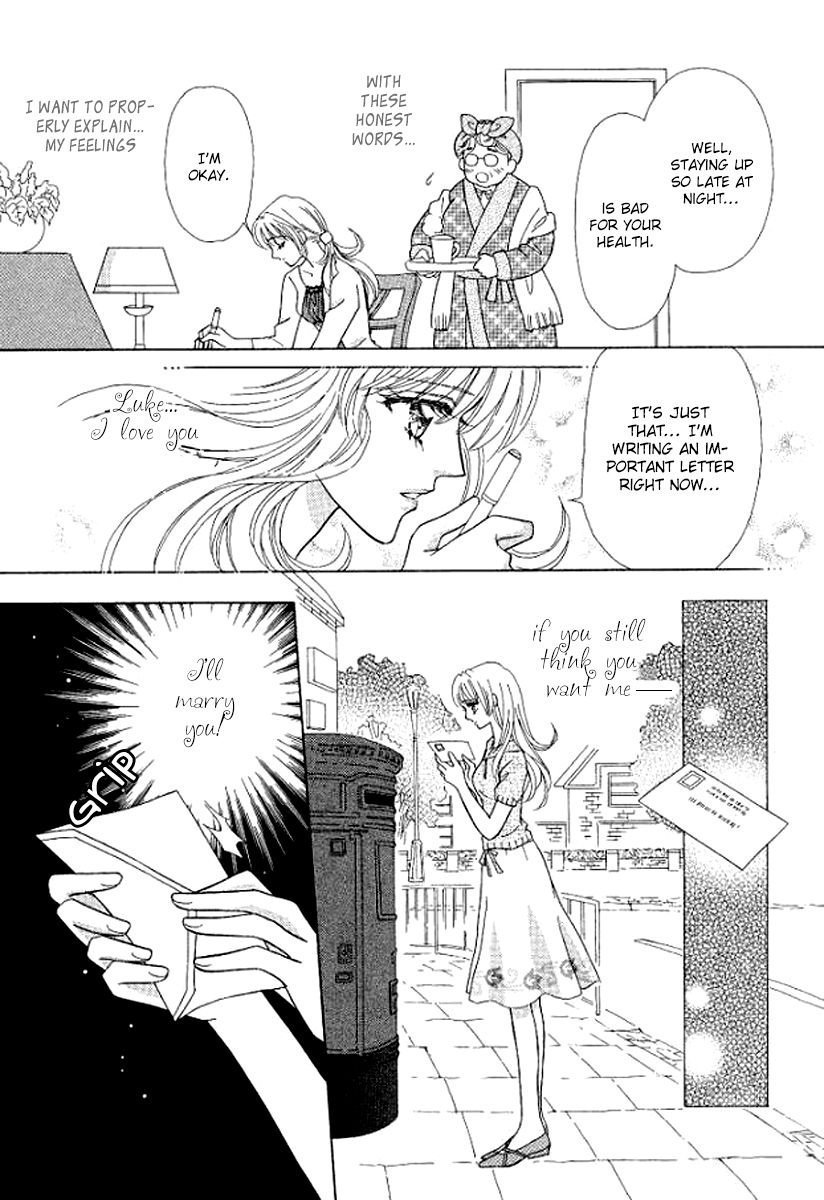 WELL,
STAYING UP
SO LATE AT
NIGHT...
IS BAD
FOR YOUR
HEALTH.
WITH
THESE
HONEST
WORDS...
I'M
OKAY.
I WANT TO PROP-
ERLY EXPLAIN...
MY FEELINGS
IT'S JUST
THAT... I'M
WRITING AN IM-
PORTANT LETTER
RIGHT NOW...
Luke...
I love you
if you still
think you
want me—
I'll
marry
you!
GRIP